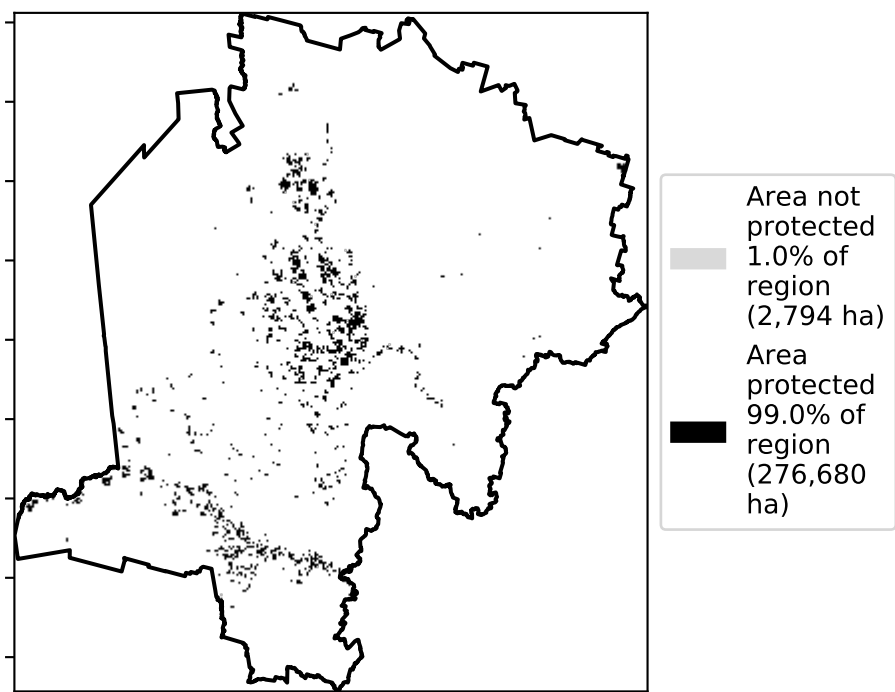 Area not
protected
1.0% of
region
(2,794 ha)
Area
protected
99.0% of
region
(276,680
ha)